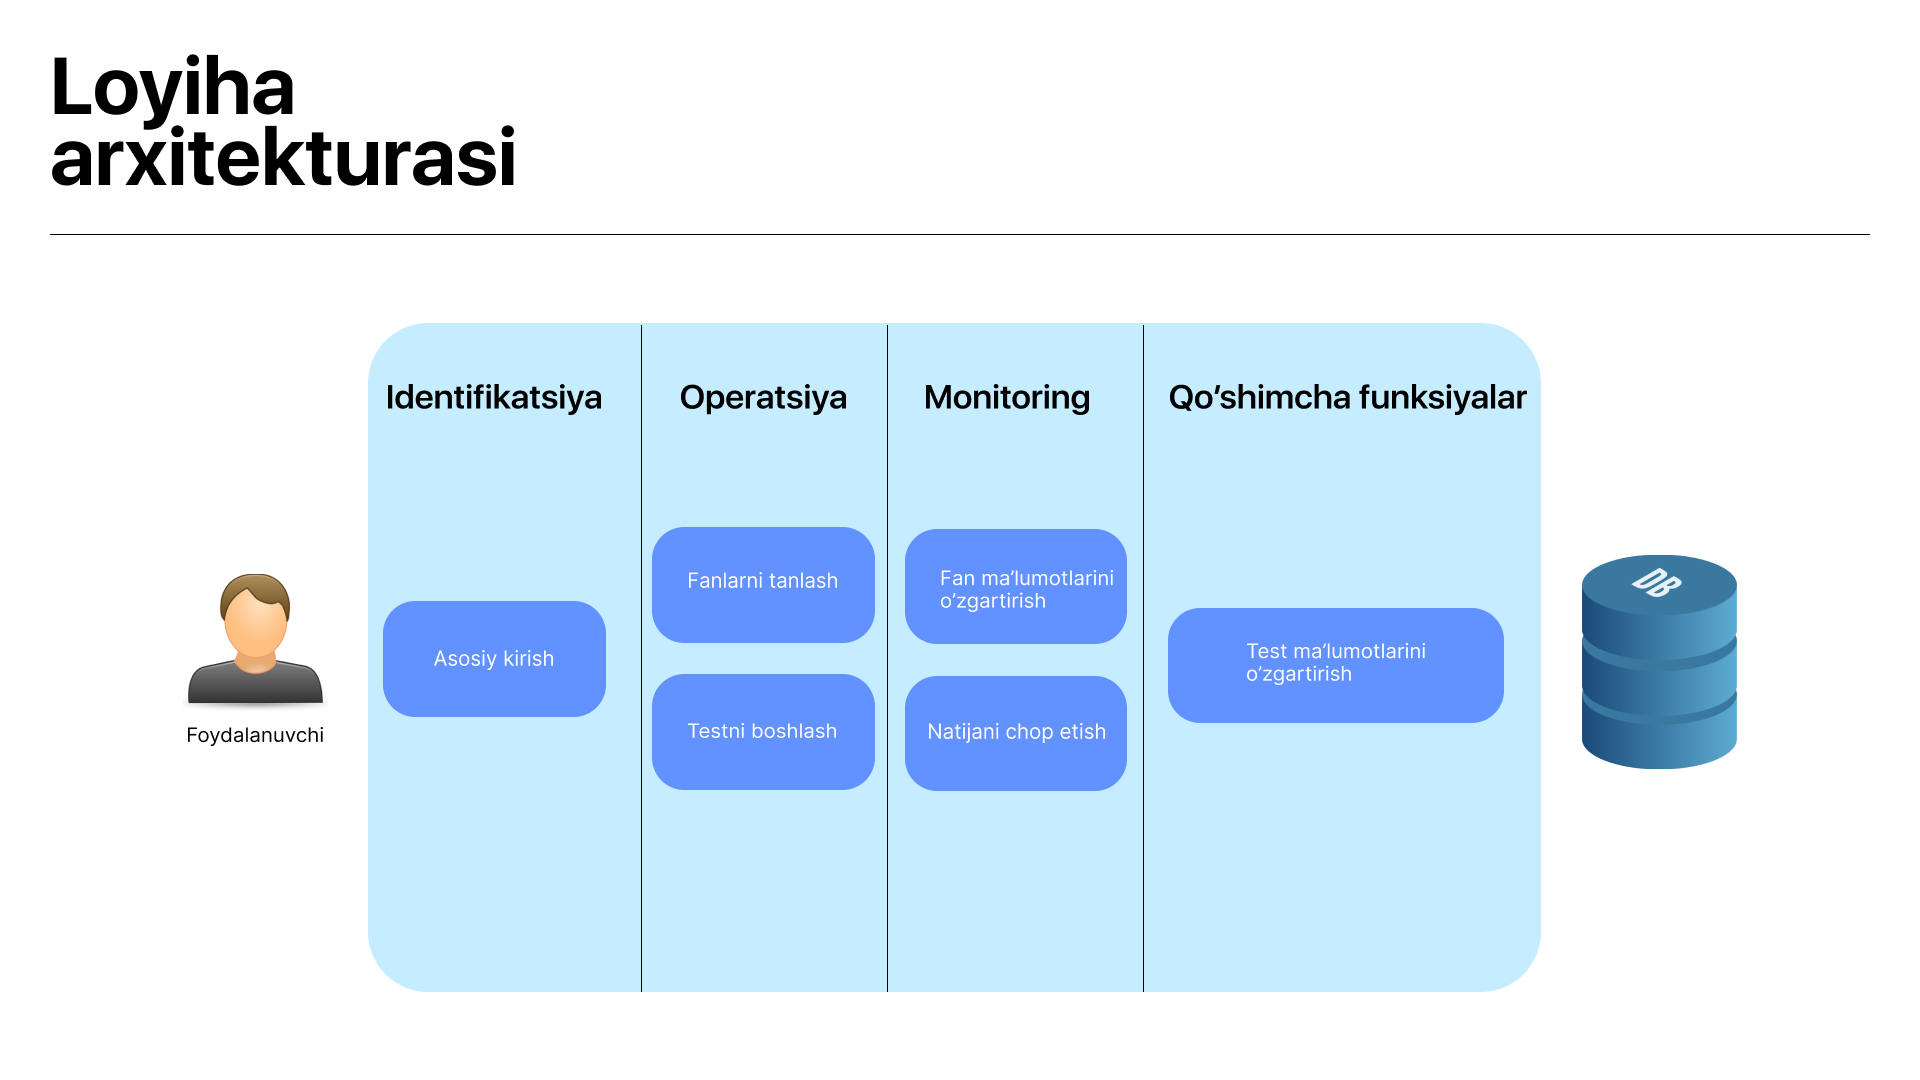 Loyiha
arxitekturasi
Identifikatsiya
Operatsiya
Monitoring
Qo’shimcha funksiyalar
Fanlarni tanlash
Fan ma’lumotlarini
o’zgartirish
Asosiy kirish
Test ma’lumotlarini
o’zgartirish
Testni boshlash
Natijani chop etish
Foydalanuvchi
DB